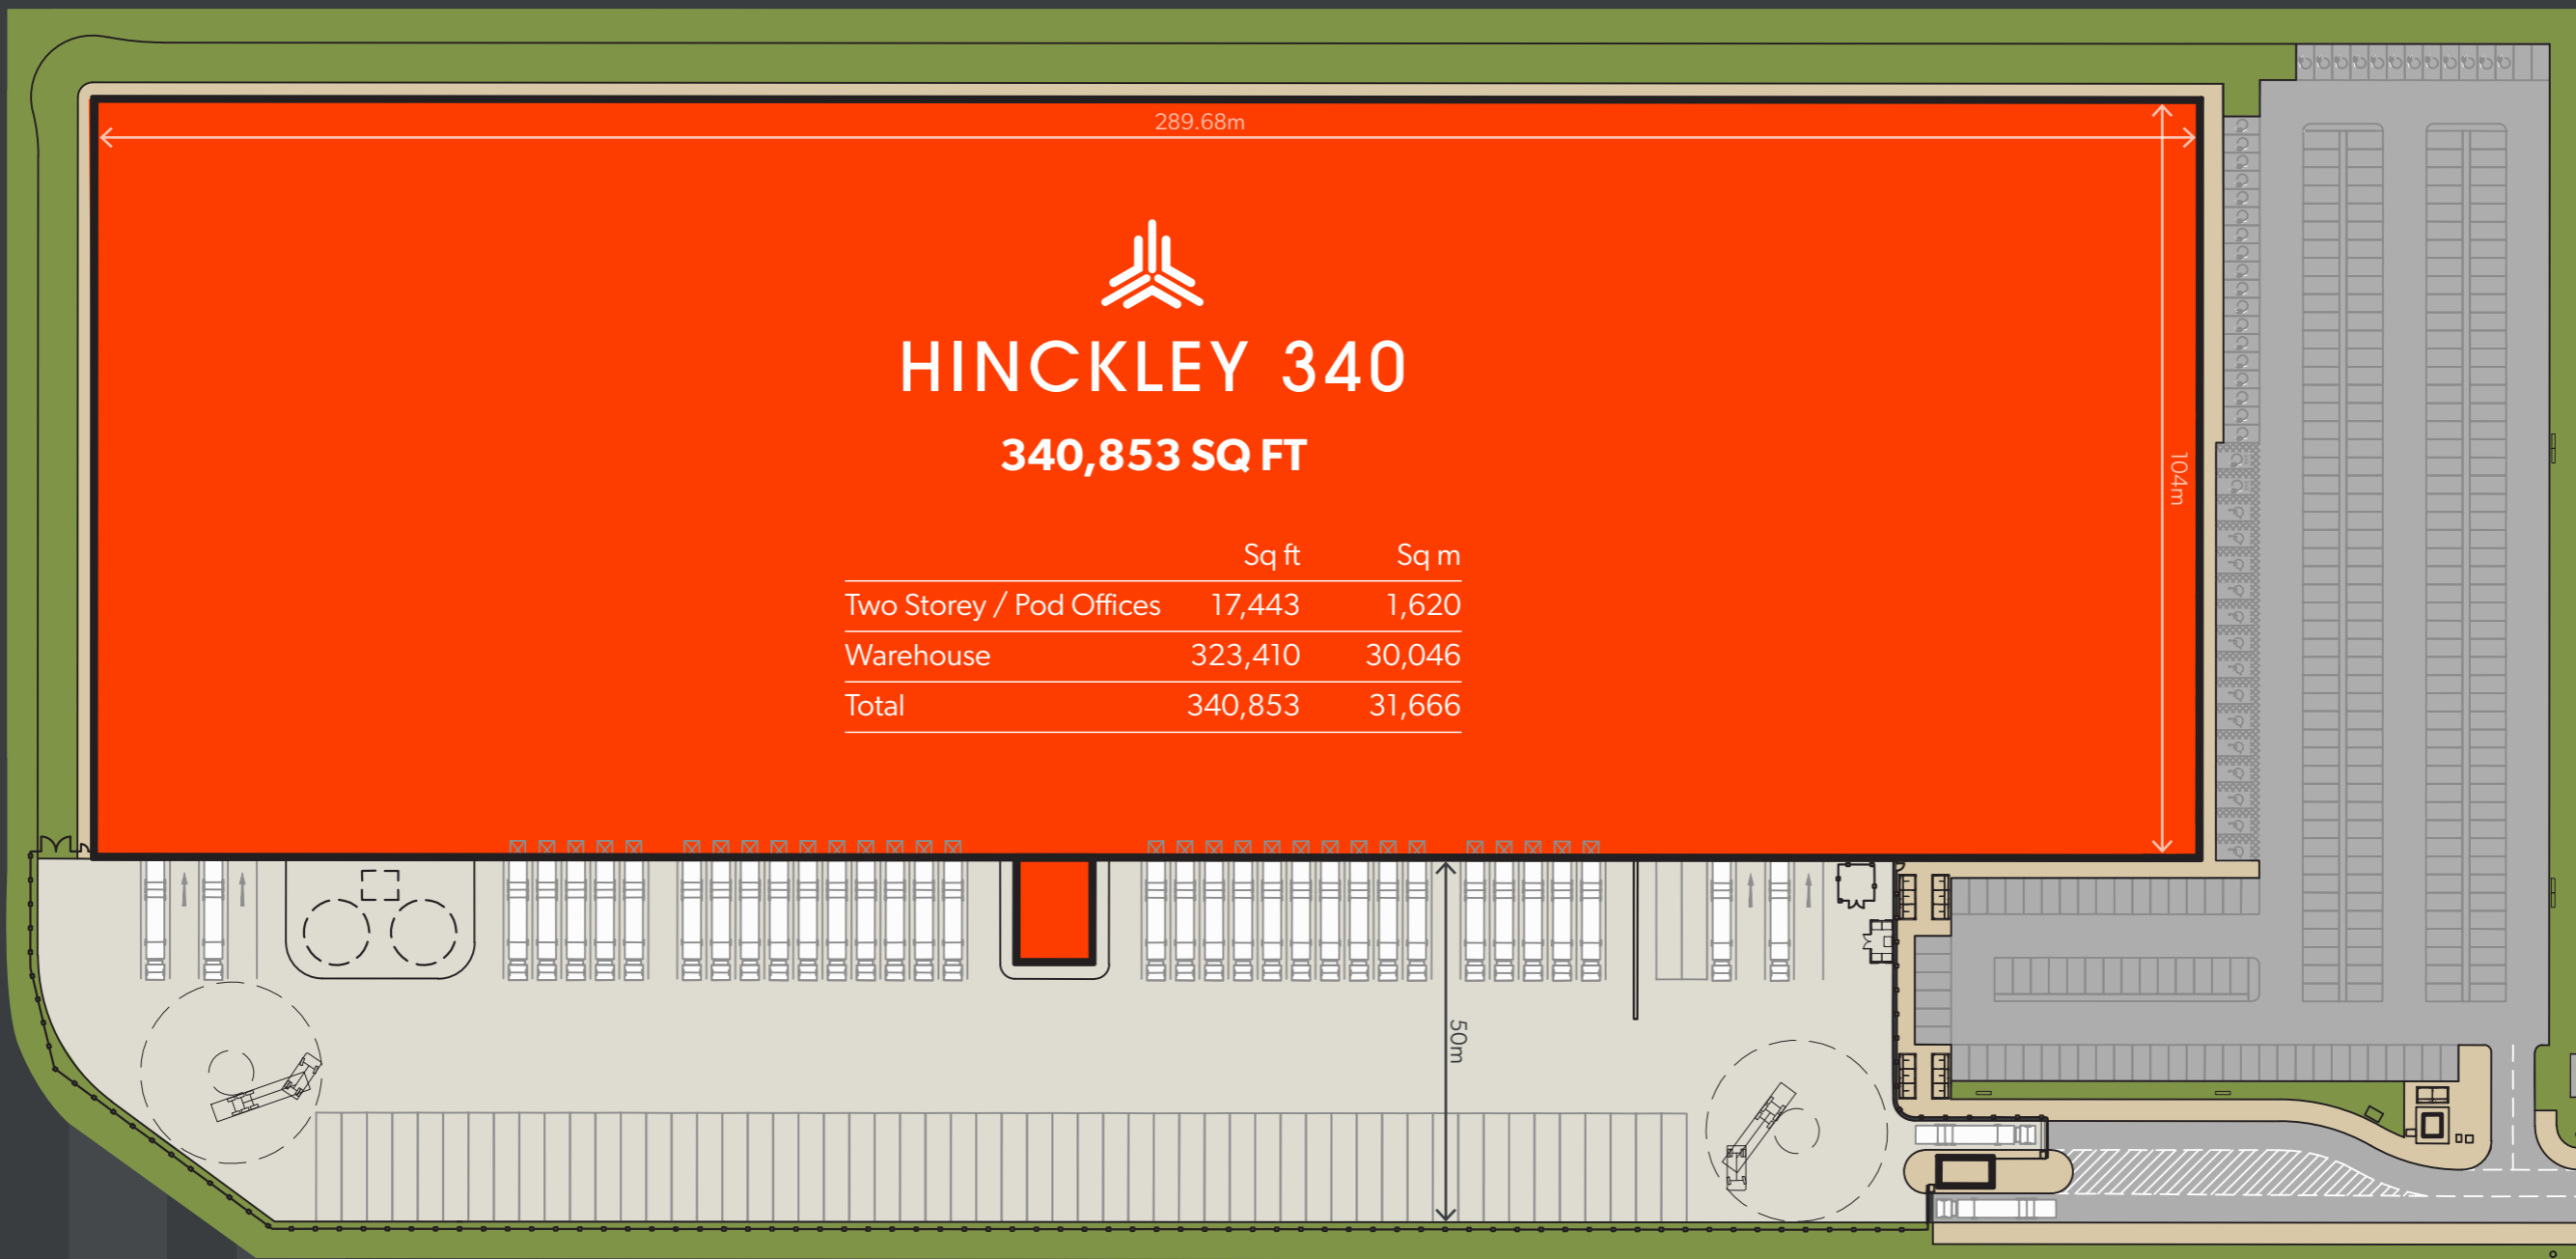 289.68m
HINCKLEY 340
340,853 SQ FT
104m
Sq ft Sq m
Two Storey / Pod Offices 17,443 1,620
Warehouse 323,410 30,046
Total 340,853 31,666
50m